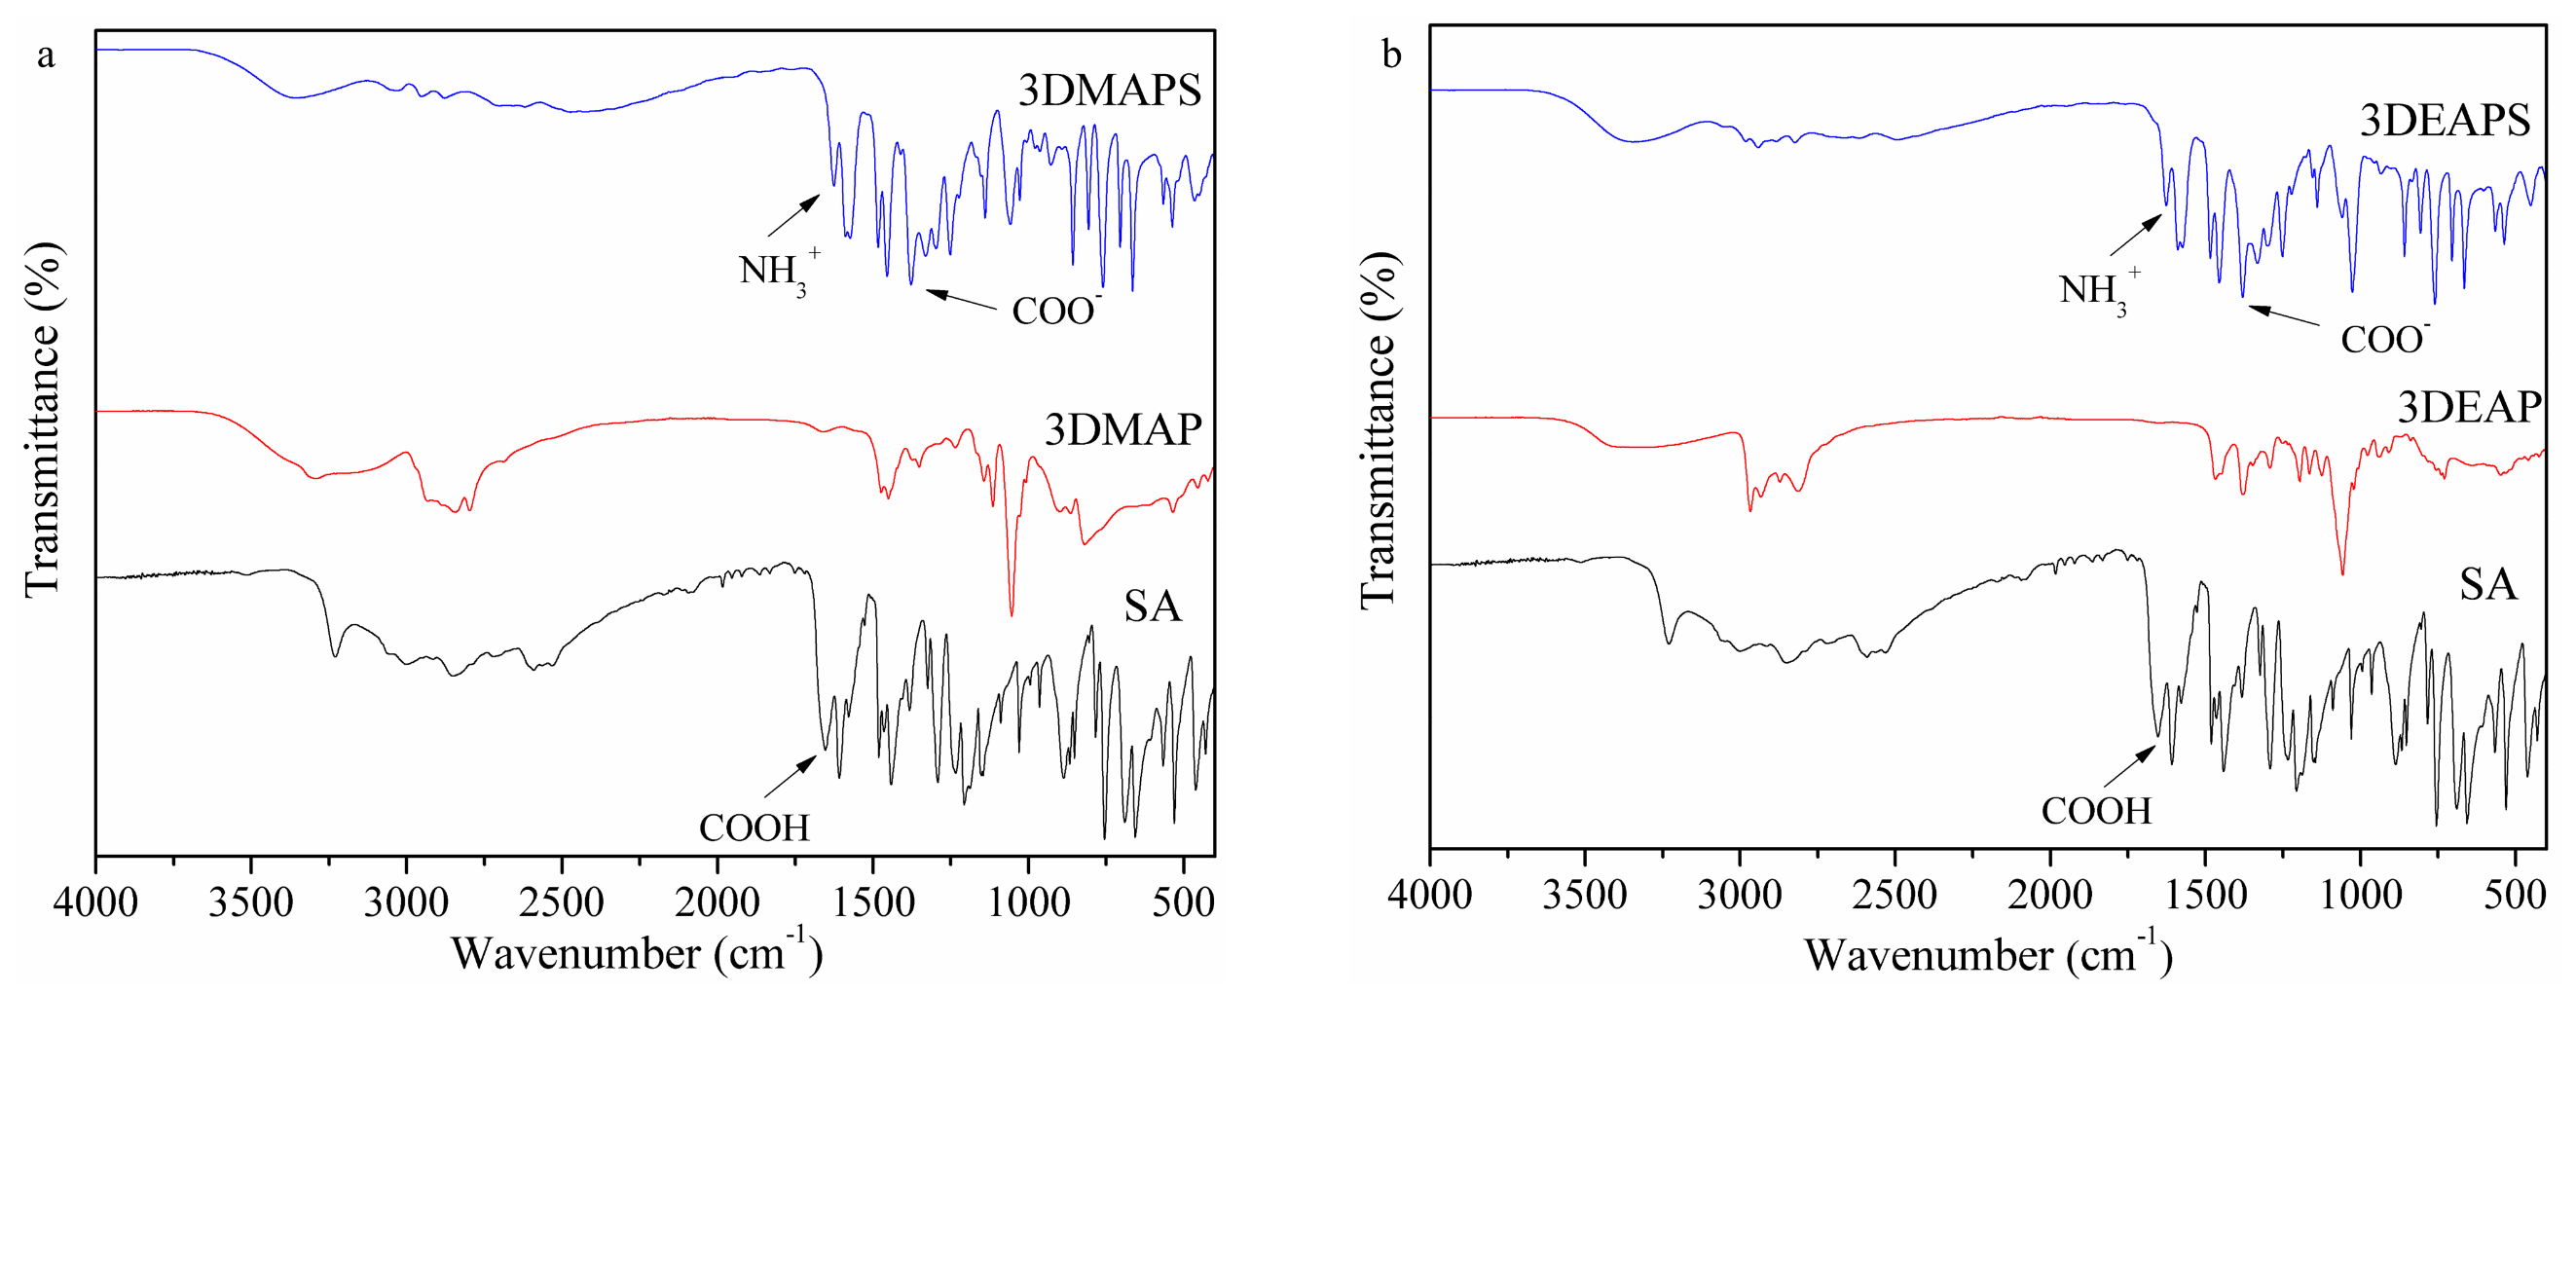 a
3DMAPS
NH₃⁺
COO⁻
3DMAP
SA
COOH
Transmittance (%)
4000 3500 3000 2500 2000 1500 1000 500
Wavenumber (cm⁻¹)
b
3DEAPS
NH₃⁺
COO⁻
3DEAP
SA
COOH
Transmittance (%)
4000 3500 3000 2500 2000 1500 1000 500
Wavenumber (cm⁻¹)